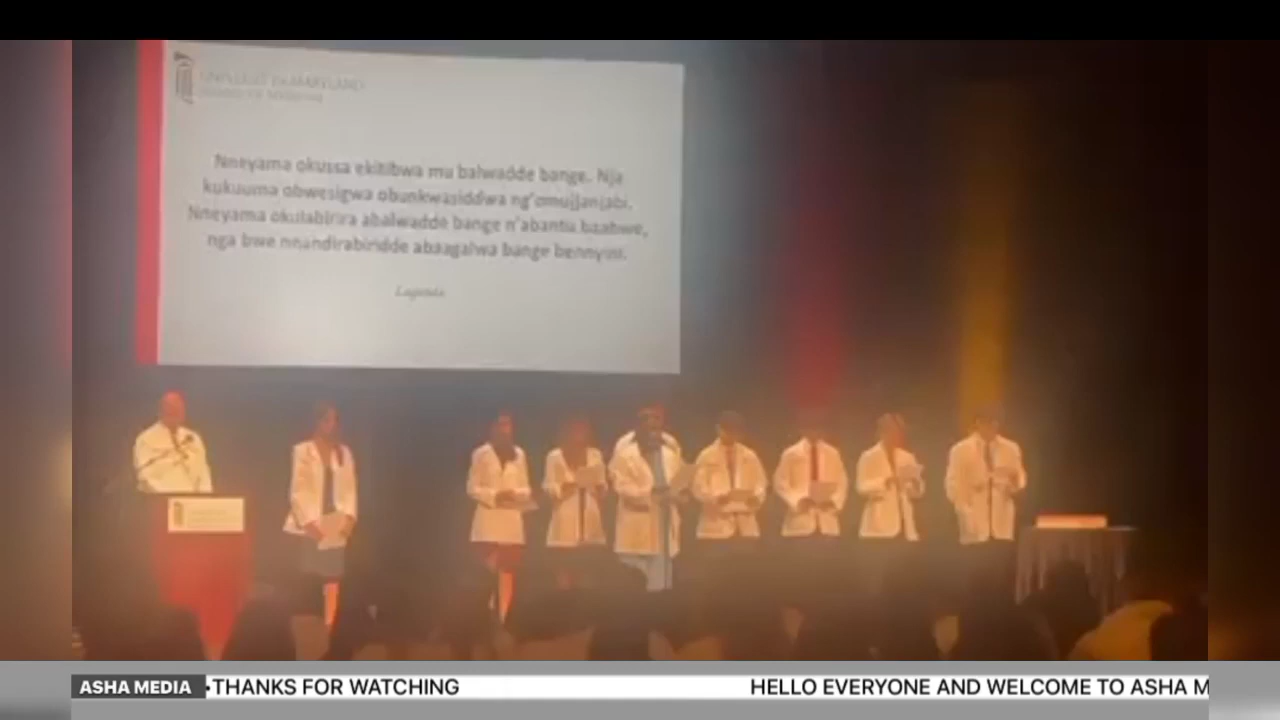 Nneyama okussa ekitibwa mu balwadde bange. Nja
kukuuma obwesigwa obunkwasiddwa ng'omujjanjabi.
Nneyama okulabirira abalwadde bange n'abantu baabwe,
nga bwe nnandirabiridde abaagalwa bange bennyini.
Luganda
ASHA MEDIA
•THANKS FOR WATCHING
HELLO EVERYONE AND WELCOME TO ASHA M